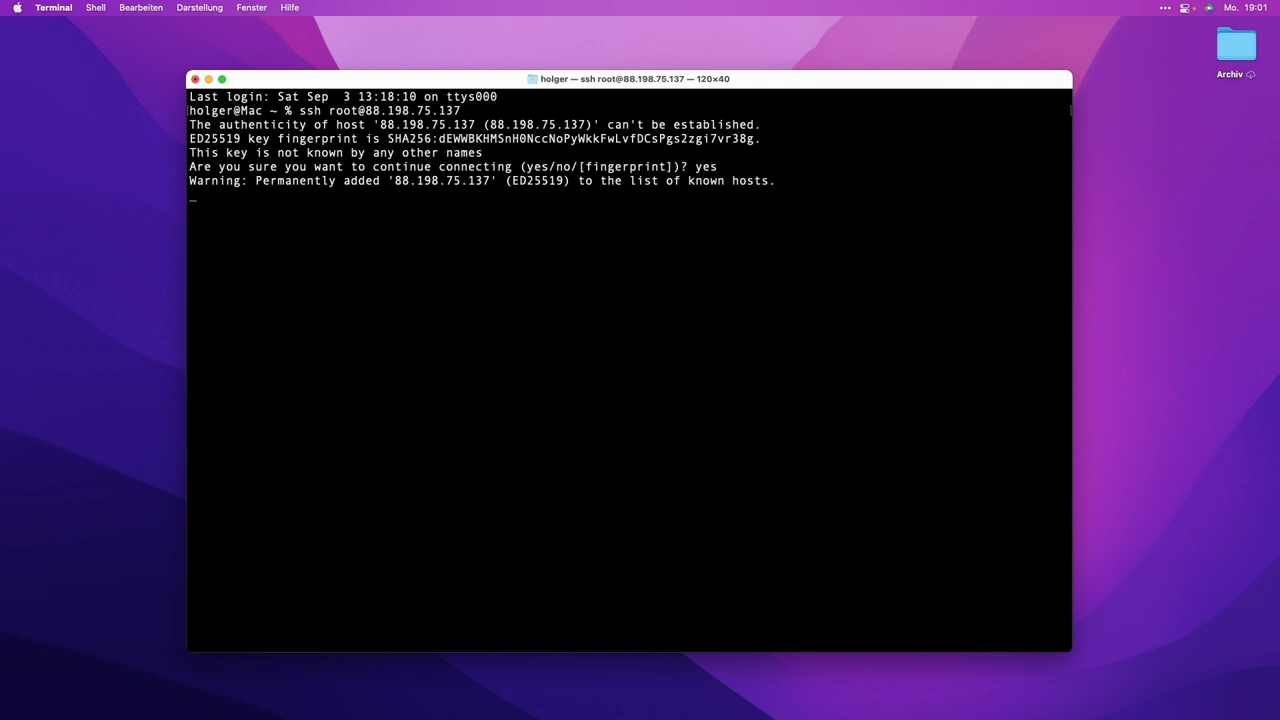 Terminal Shell Bearbeiten Darstellung Fenster Hilfe Mo. 19:01
Archiv
holger — ssh root@88.198.75.137 — 120×40
Last login: Sat Sep  3 13:18:10 on ttys000
holger@Mac ~ % ssh root@88.198.75.137
The authenticity of host '88.198.75.137 (88.198.75.137)' can't be established.
ED25519 key fingerprint is SHA256:dEWWBKHMSnH0NccNoPyWkkFwLvfDCsPgs2zgi7vr38g.
This key is not known by any other names
Are you sure you want to continue connecting (yes/no/[fingerprint])? yes
Warning: Permanently added '88.198.75.137' (ED25519) to the list of known hosts.